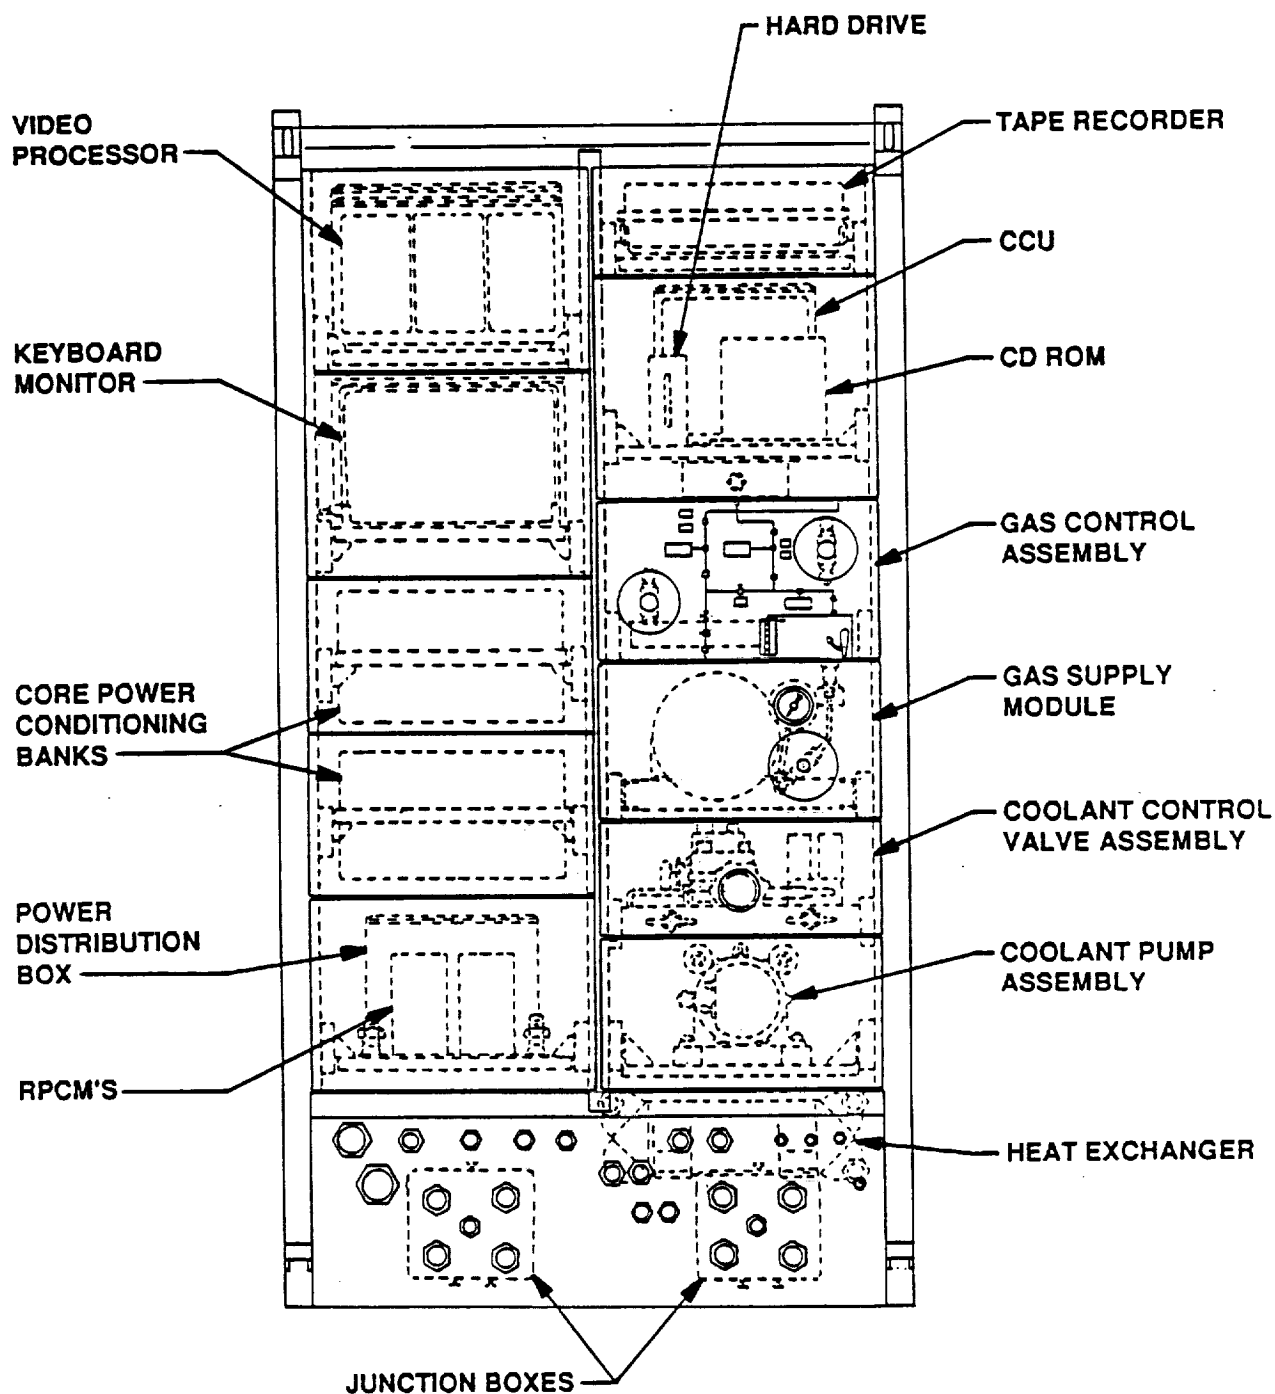 HARD DRIVE
TAPE RECORDER
VIDEO
PROCESSOR
CCU
KEYBOARD
MONITOR
CD ROM
GAS CONTROL
ASSEMBLY
CORE POWER
CONDITIONING
BANKS
GAS SUPPLY
MODULE
COOLANT CONTROL
VALVE ASSEMBLY
POWER
DISTRIBUTION
BOX
COOLANT PUMP
ASSEMBLY
RPCM'S
HEAT EXCHANGER
JUNCTION BOXES